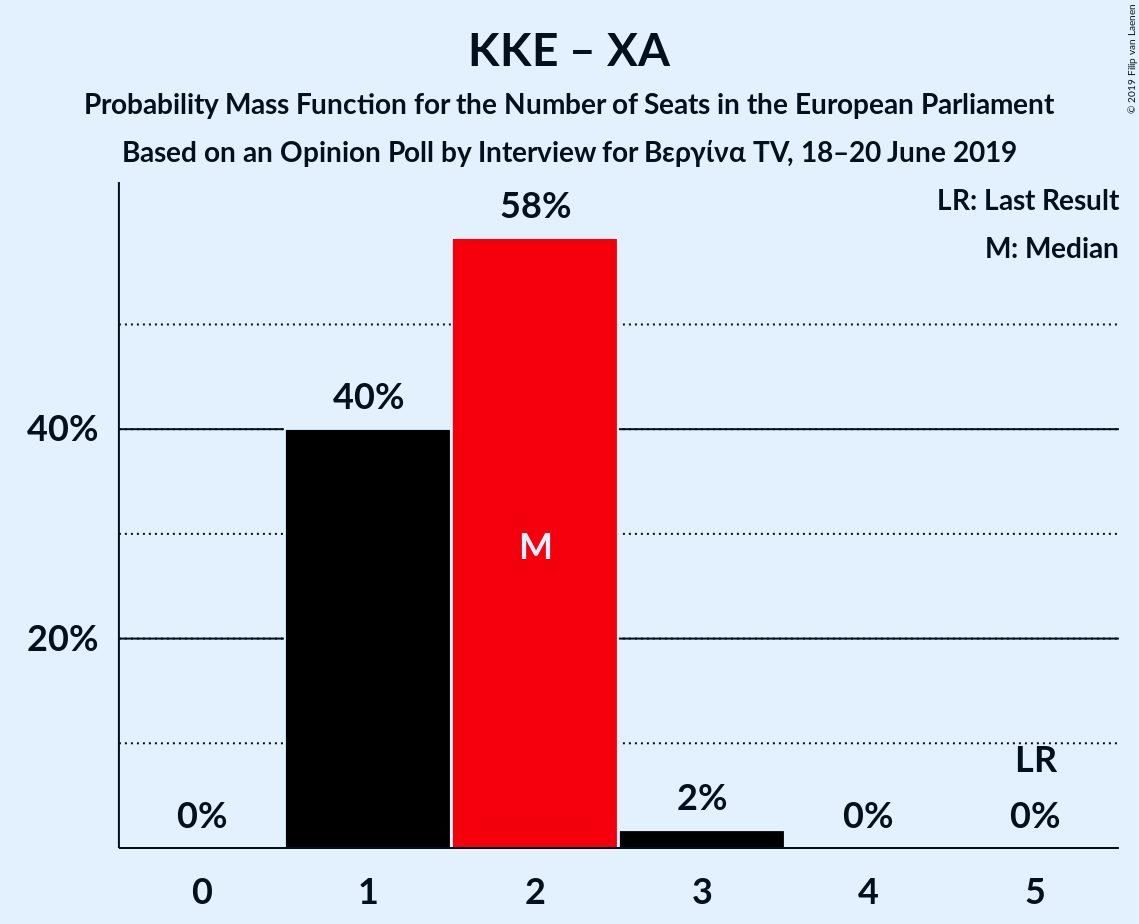 KKE – XA
Probability Mass Function for the Number of Seats in the European Parliament
Based on an Opinion Poll by Interview for Βεργίνα TV, 18–20 June 2019
© 2019 Filip van Laenen
LR: Last Result
M: Median
58%
40%
40%
M
20%
LR
2%
0%
0%
0%
0
1
2
3
4
5